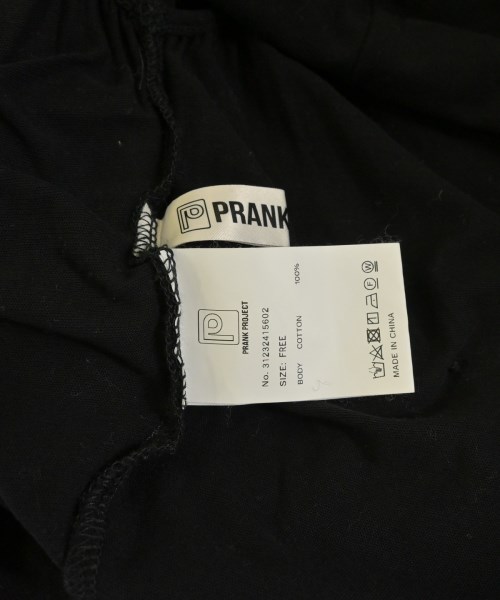 PRANK
PRANK PROJECT
No. 31232415602
SIZE: FREE
BODY COTTON 100%
MADE IN CHINA